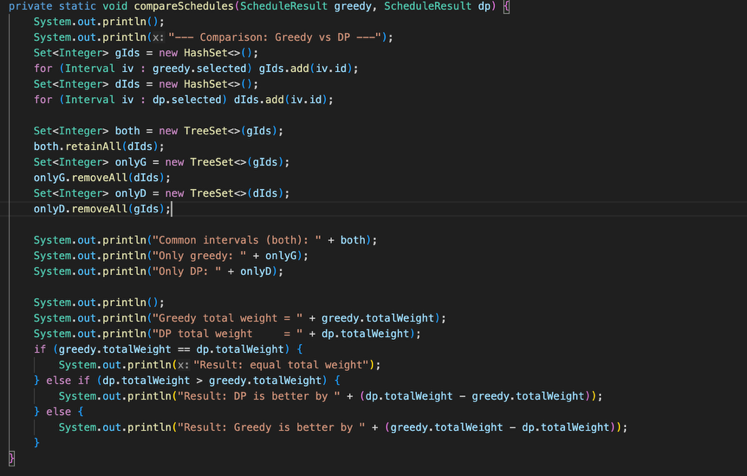 private static void compareSchedules(ScheduleResult greedy, ScheduleResult dp) {
    System.out.println();
    System.out.println(x: "--- Comparison: Greedy vs DP ---");
    Set<Integer> gIds = new HashSet<>();
    for (Interval iv : greedy.selected) gIds.add(iv.id);
    Set<Integer> dIds = new HashSet<>();
    for (Interval iv : dp.selected) dIds.add(iv.id);

    Set<Integer> both = new TreeSet<>(gIds);
    both.retainAll(dIds);
    Set<Integer> onlyG = new TreeSet<>(gIds);
    onlyG.removeAll(dIds);
    Set<Integer> onlyD = new TreeSet<>(dIds);
    onlyD.removeAll(gIds);

    System.out.println("Common intervals (both): " + both);
    System.out.println("Only greedy: " + onlyG);
    System.out.println("Only DP: " + onlyD);

    System.out.println();
    System.out.println("Greedy total weight = " + greedy.totalWeight);
    System.out.println("DP total weight     = " + dp.totalWeight);
    if (greedy.totalWeight == dp.totalWeight) {
        System.out.println(x: "Result: equal total weight");
    } else if (dp.totalWeight > greedy.totalWeight) {
        System.out.println("Result: DP is better by " + (dp.totalWeight - greedy.totalWeight));
    } else {
        System.out.println("Result: Greedy is better by " + (greedy.totalWeight - dp.totalWeight));
    }
}